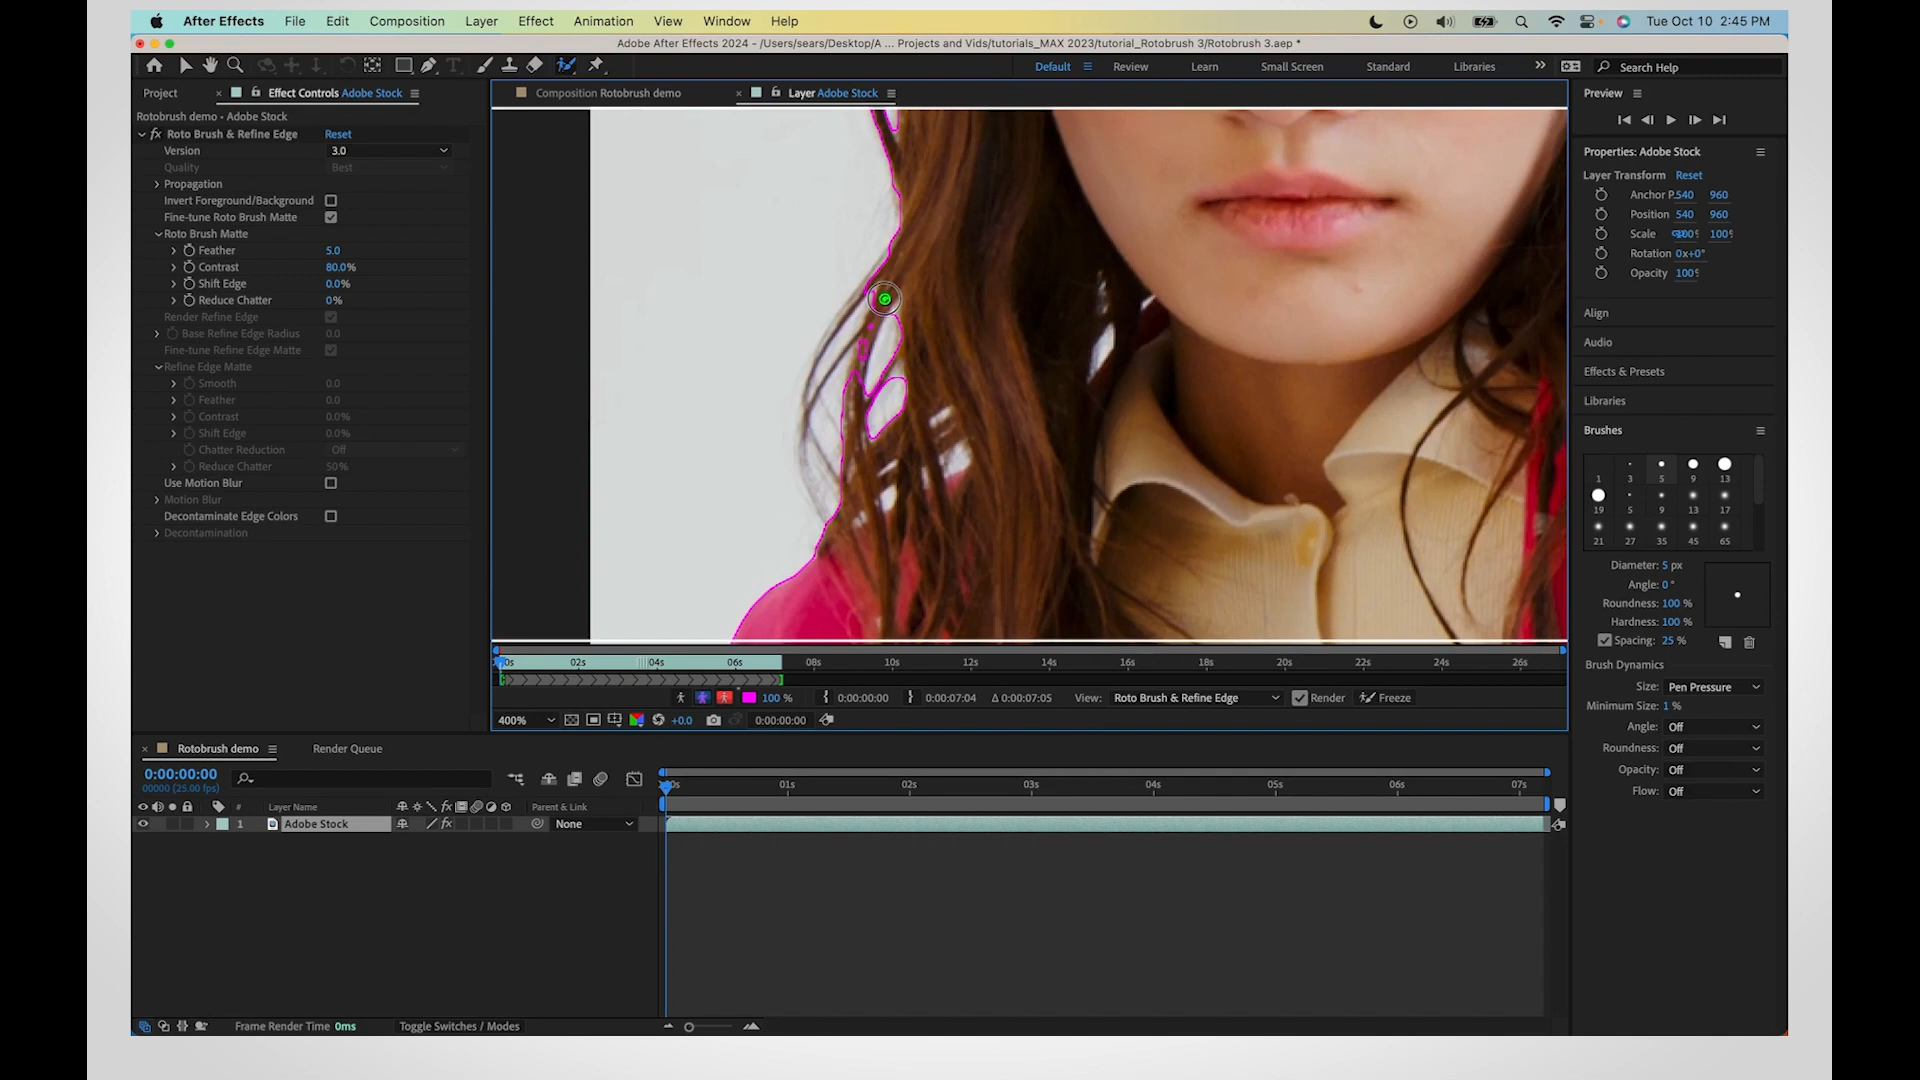 After Effects File Edit Composition Layer Effect Animation View Window Help Tue Oct 10 2:45 PM
Adobe After Effects 2024 - /Users/sears/Desktop/A ... Projects and Vids/tutorials_MAX 2023/tutorial_Rotobrush 3/Rotobrush 3.aep *
Default Review Learn Small Screen Standard Libraries Search Help
Project Effect Controls Adobe Stock
Composition Rotobrush demo Layer Adobe Stock
Rotobrush demo • Adobe Stock
fx Roto Brush & Refine Edge Reset
Version 3.0
Quality Best
Propagation
Invert Foreground/Background
Fine-tune Roto Brush Matte
Roto Brush Matte
Feather 5.0
Contrast 80.0%
Shift Edge 0.0%
Reduce Chatter 0%
Render Refine Edge
Base Refine Edge Radius 0.0
Fine-tune Refine Edge Matte
Refine Edge Matte
Smooth 0.0
Feather 0.0
Contrast 0.0%
Shift Edge 0.0%
Chatter Reduction Off
Reduce Chatter 50%
Use Motion Blur
Motion Blur
Decontaminate Edge Colors
Decontamination
02s 04s 06s 08s 10s 12s 14s 16s 18s 20s 22s 24s 26s
100 % 0:00:00:00 0:00:07:04 Δ 0:00:07:05 View: Roto Brush & Refine Edge Render Freeze
400% +0.0 0:00:00:00
Preview
Properties: Adobe Stock
Layer Transform Reset
Anchor P. 540 960
Position 540 960
Scale 100% 100%
Rotation 0x+0°
Opacity 100%
Align
Audio
Effects & Presets
Libraries
Brushes
1 3 5 9 13
19 5 9 13 17
21 27 35 45 65
Diameter: 5 px
Angle: 0 °
Roundness: 100 %
Hardness: 100 %
Spacing: 25 %
Brush Dynamics
Size: Pen Pressure
Minimum Size: 1 %
Angle: Off
Roundness: Off
Opacity: Off
Flow: Off
Rotobrush demo Render Queue
0:00:00:00
00000 (25.00 fps)
01s 02s 03s 04s 05s 06s 07s
# Layer Name fx Parent & Link
1 Adobe Stock fx None
Frame Render Time 0ms Toggle Switches / Modes